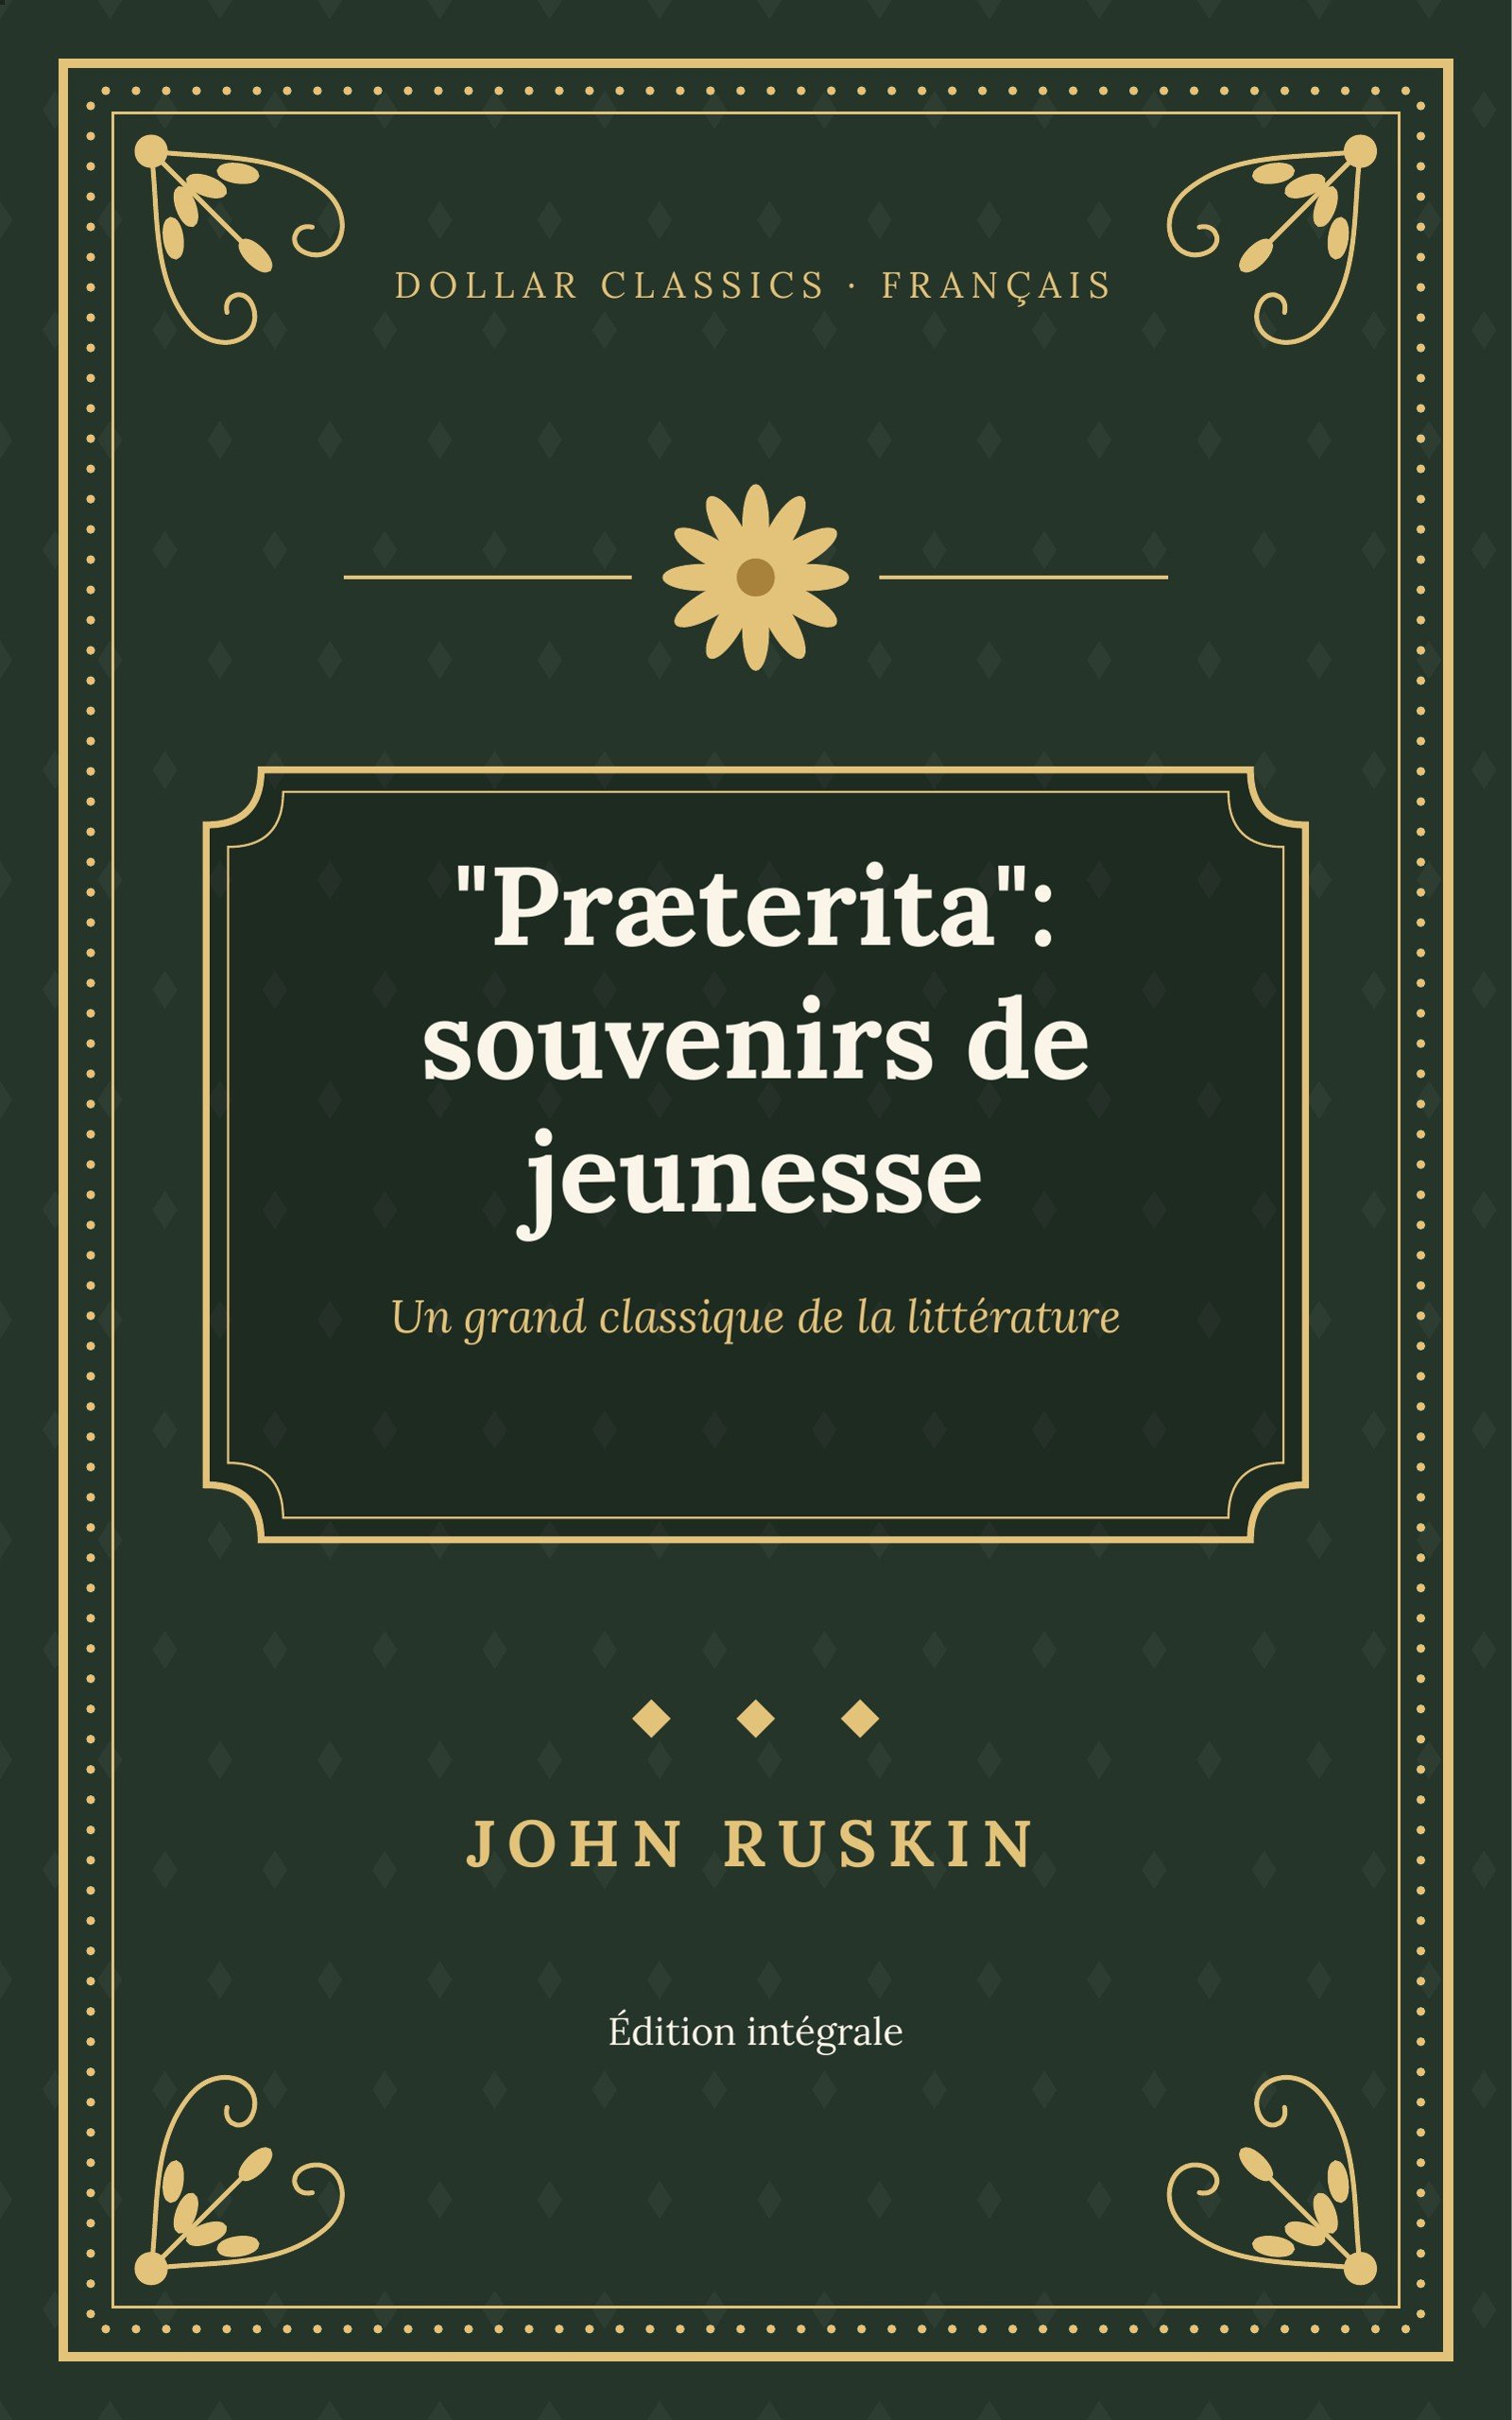 DOLLAR CLASSICS · FRANÇAIS
"Præterita":
souvenirs de
jeunesse
Un grand classique de la littérature
JOHN RUSKIN
Édition intégrale